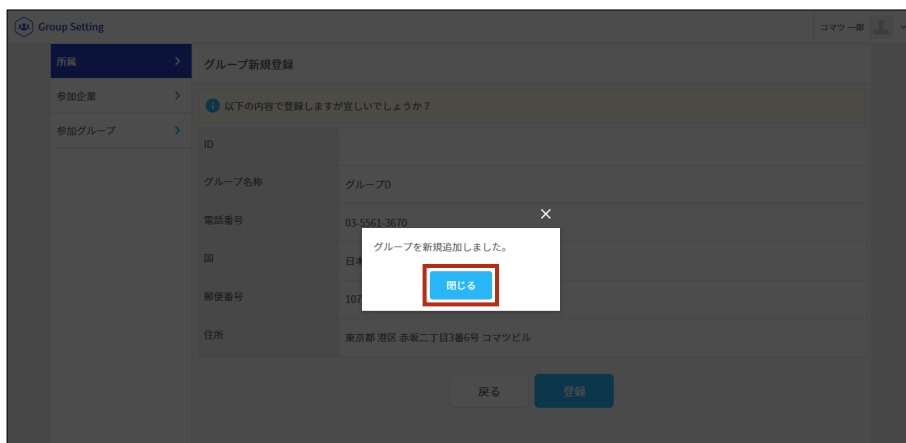 Group Setting
コマツ 一郎
所属
参加企業
参加グループ
グループ新規登録
以下の内容で登録しますが宜しいでしょうか？
ID
グループ名称 グループD
電話番号 03-5561-3670
グループを新規追加しました。
閉じる
国 日本
郵便番号 107
住所 東京都 港区 赤坂二丁目3番6号 コマツビル
戻る 登録